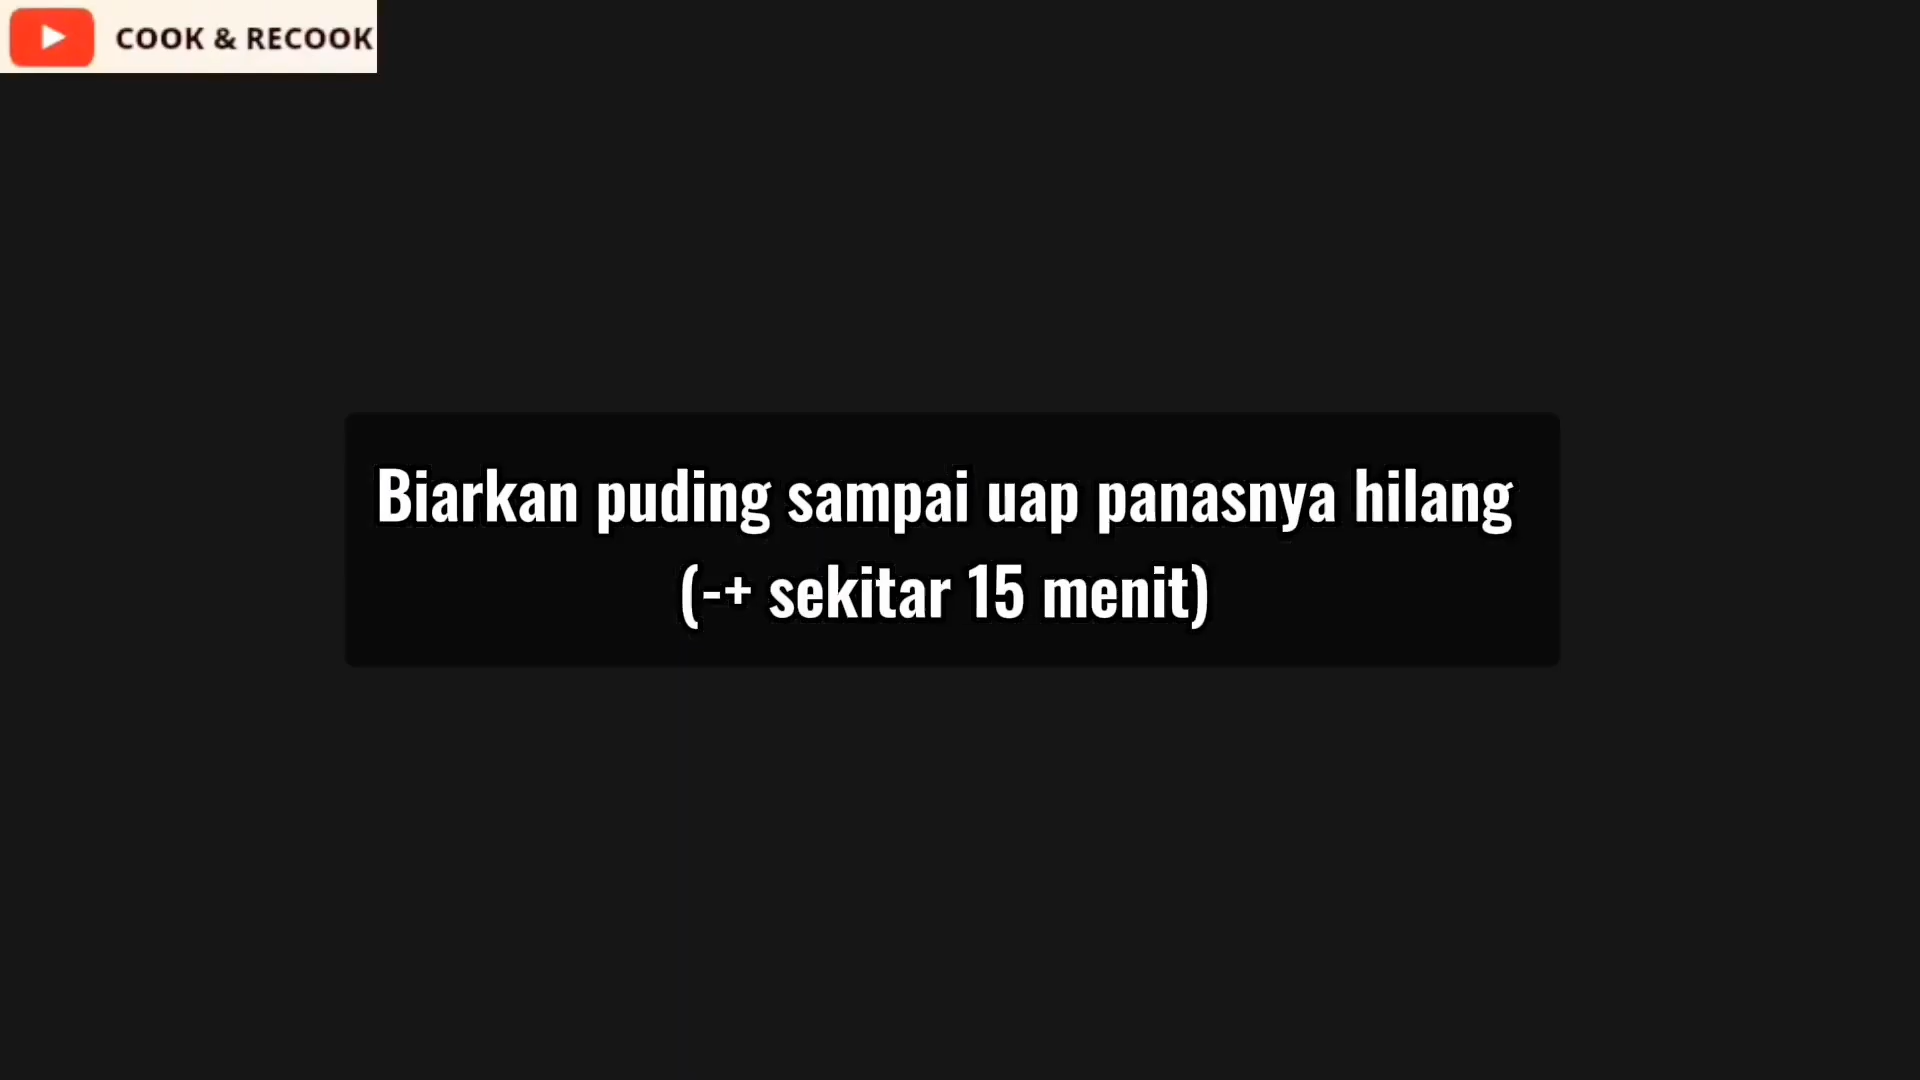 COOK & RECOOK
Biarkan puding sampai uap panasnya hilang
(-+ sekitar 15 menit)